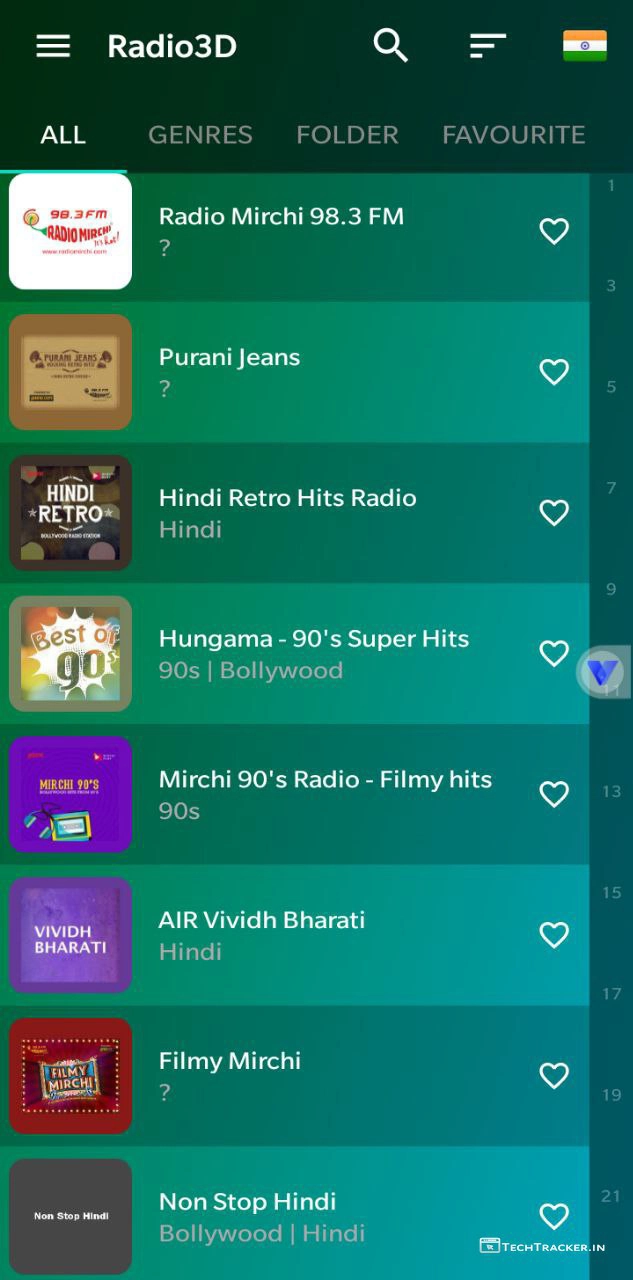 Radio3D
ALL GENRES FOLDER FAVOURITE
1
98.3 FM
RADIO MIRCHI
It's hot!
www.radiomirchi.com
Radio Mirchi 98.3 FM
?
3
PURANI JEANS
Purani Jeans
?
5
HINDI
RETRO
BOLLYWOOD RADIO STATION
Hindi Retro Hits Radio
Hindi
7
9
Best of
90's
Hungama - 90's Super Hits
90s | Bollywood
11
MIRCHI 90'S
Mirchi 90's Radio - Filmy hits
90s
13
15
VIVIDH
BHARATI
AIR Vividh Bharati
Hindi
17
FILMY
MIRCHI
Filmy Mirchi
?
19
21
Non Stop Hindi
Non Stop Hindi
Bollywood | Hindi
TECHTRACKER.IN